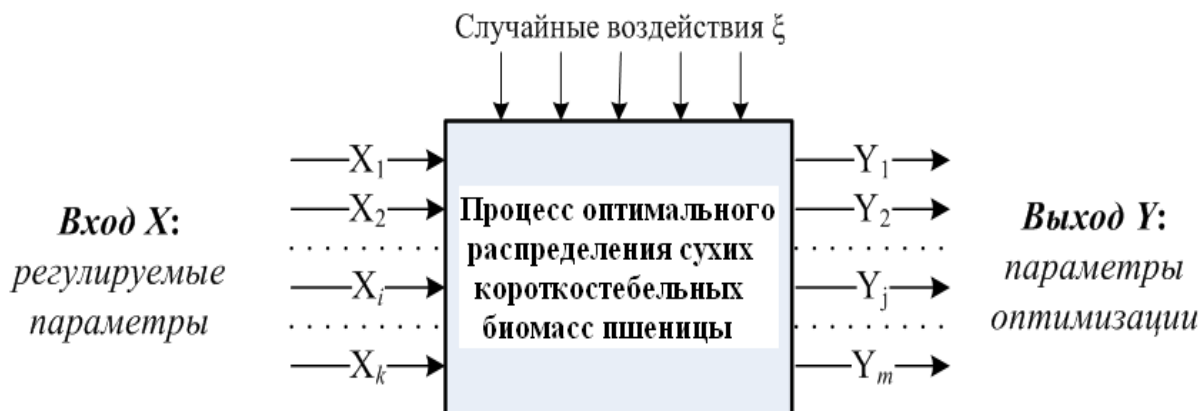 Случайные воздействия ξ
Вход X:
регулируемые
параметры
X1
X2
Xi
Xk
Процесс оптимального
распределения сухих
короткостебельных
биомасс пшеницы
Y1
Y2
Yj
Ym
Выход Y:
параметры
оптимизации